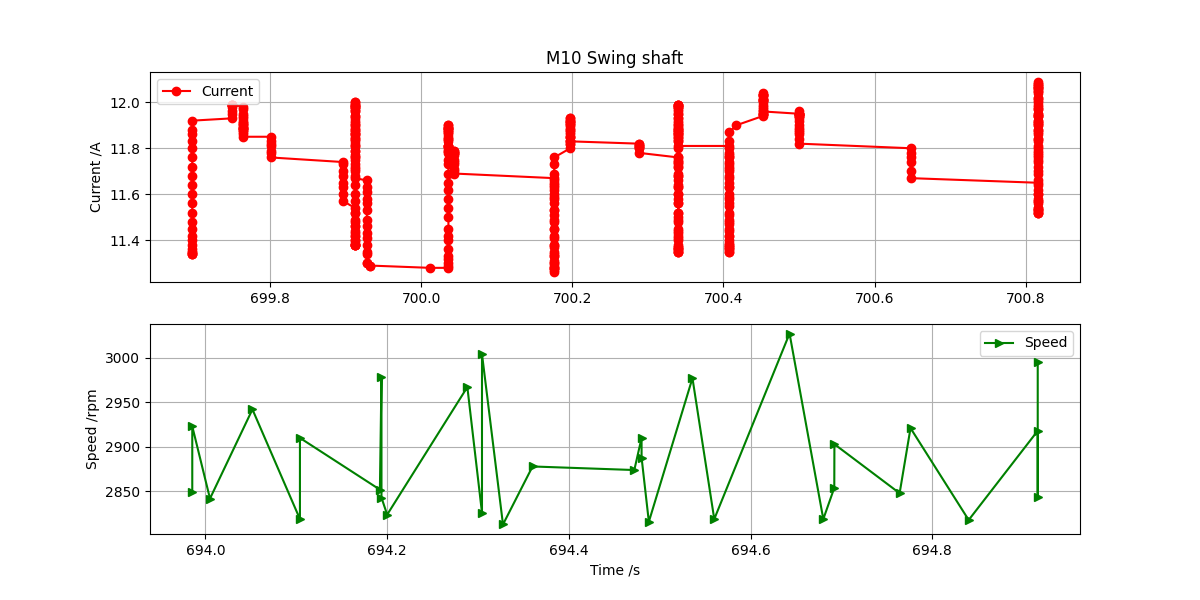 M10 Swing shaft
Current
Current /A
12.0
11.8
11.6
11.4
699.8 700.0 700.2 700.4 700.6 700.8
Speed
Speed /rpm
3000
2950
2900
2850
694.0 694.2 694.4 694.6 694.8
Time /s